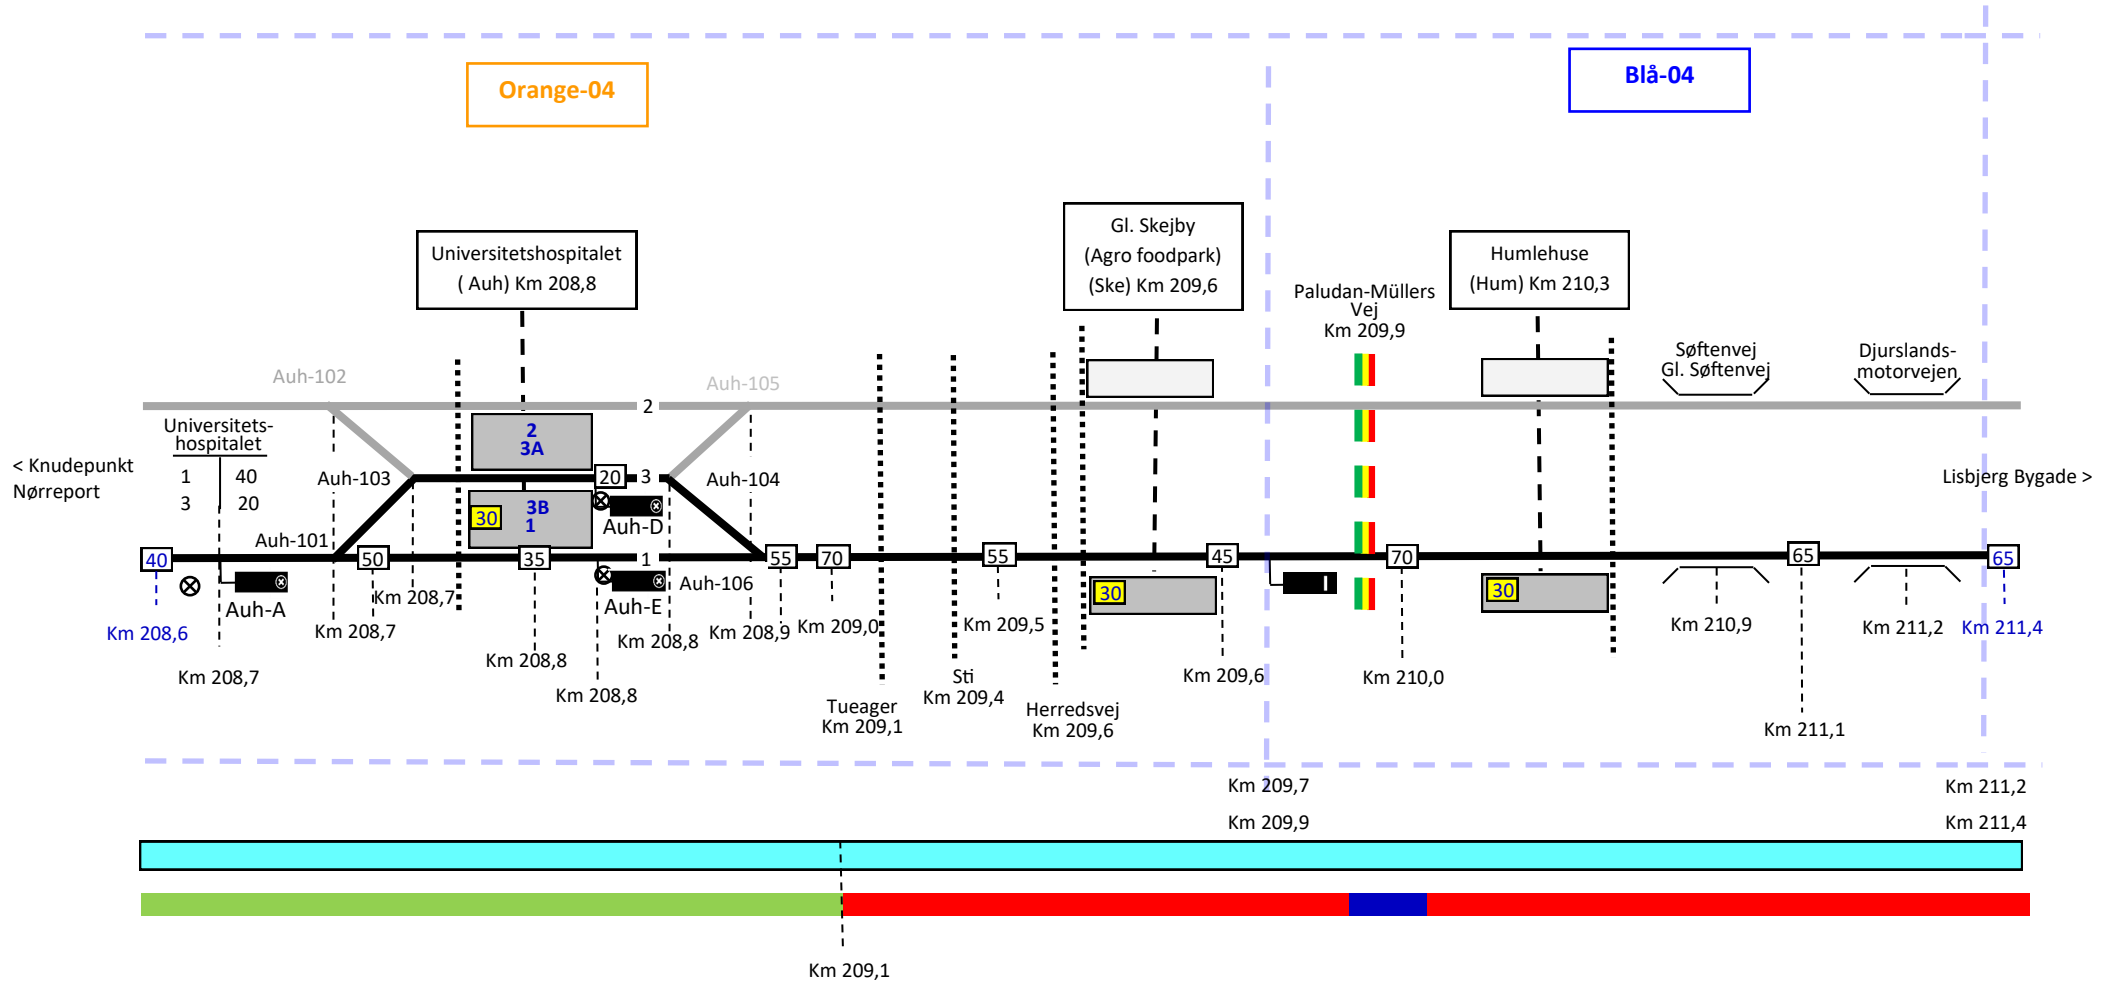 Orange-04
Blå-04
Universitetshospitalet
( Auh) Km 208,8
Gl. Skejby
(Agro foodpark)
(Ske) Km 209,6
Paludan-Müllers
Vej
Km 209,9
Humlehuse
(Hum) Km 210,3
Søftenvej
Gl. Søftenvej
Djurslands-
motorvejen
Auh-102
Auh-105
2
Universitets-
hospitalet
1 40
3 20
< Knudepunkt
Nørreport
Lisbjerg Bygade >
2
3A
Auh-103
20
3
Auh-104
30
3B
1
Auh-D
Auh-101
40
50
35
1
55
70
55
45
70
65
65
Auh-A
Auh-E
Auh-106
30
30
Km 208,6
Km 208,7
Km 208,7
Km 208,7
Km 208,8
Km 208,8
Km 208,8
Km 208,9
Km 209,0
Km 209,5
Km 209,6
Km 210,0
Km 210,9
Km 211,2
Km 211,4
Km 211,1
Tueager
Km 209,1
Sti
Km 209,4
Herredsvej
Km 209,6
Km 209,7
Km 211,2
Km 209,9
Km 211,4
Km 209,1